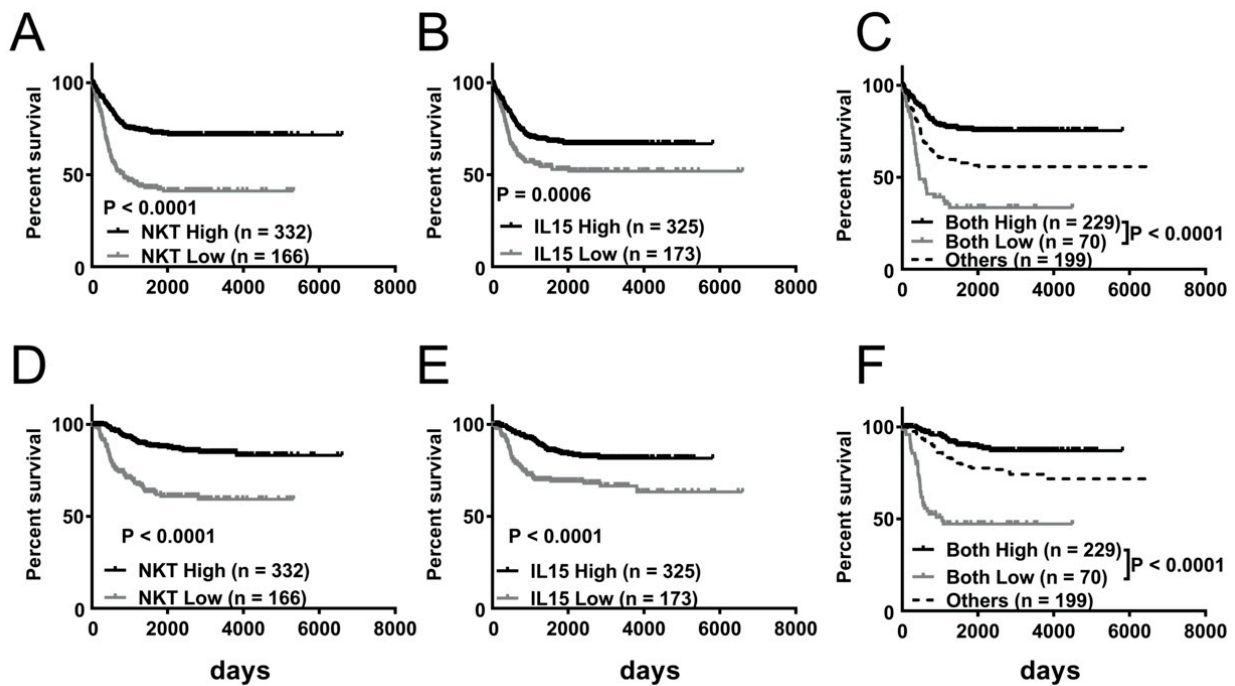 A
Percent survival
100
50
0
P < 0.0001
NKT High (n = 332)
NKT Low (n = 166)
0 2000 4000 6000 8000
B
Percent survival
100
50
0
P = 0.0006
IL15 High (n = 325)
IL15 Low (n = 173)
0 2000 4000 6000 8000
C
Percent survival
100
50
0
Both High (n = 229)
Both Low (n = 70)
Others (n = 199)
P < 0.0001
0 2000 4000 6000 8000
D
Percent survival
100
50
0
P < 0.0001
NKT High (n = 332)
NKT Low (n = 166)
0 2000 4000 6000 8000
days
E
Percent survival
100
50
0
P < 0.0001
IL15 High (n = 325)
IL15 Low (n = 173)
0 2000 4000 6000 8000
days
F
Percent survival
100
50
0
Both High (n = 229)
Both Low (n = 70)
Others (n = 199)
P < 0.0001
0 2000 4000 6000 8000
days